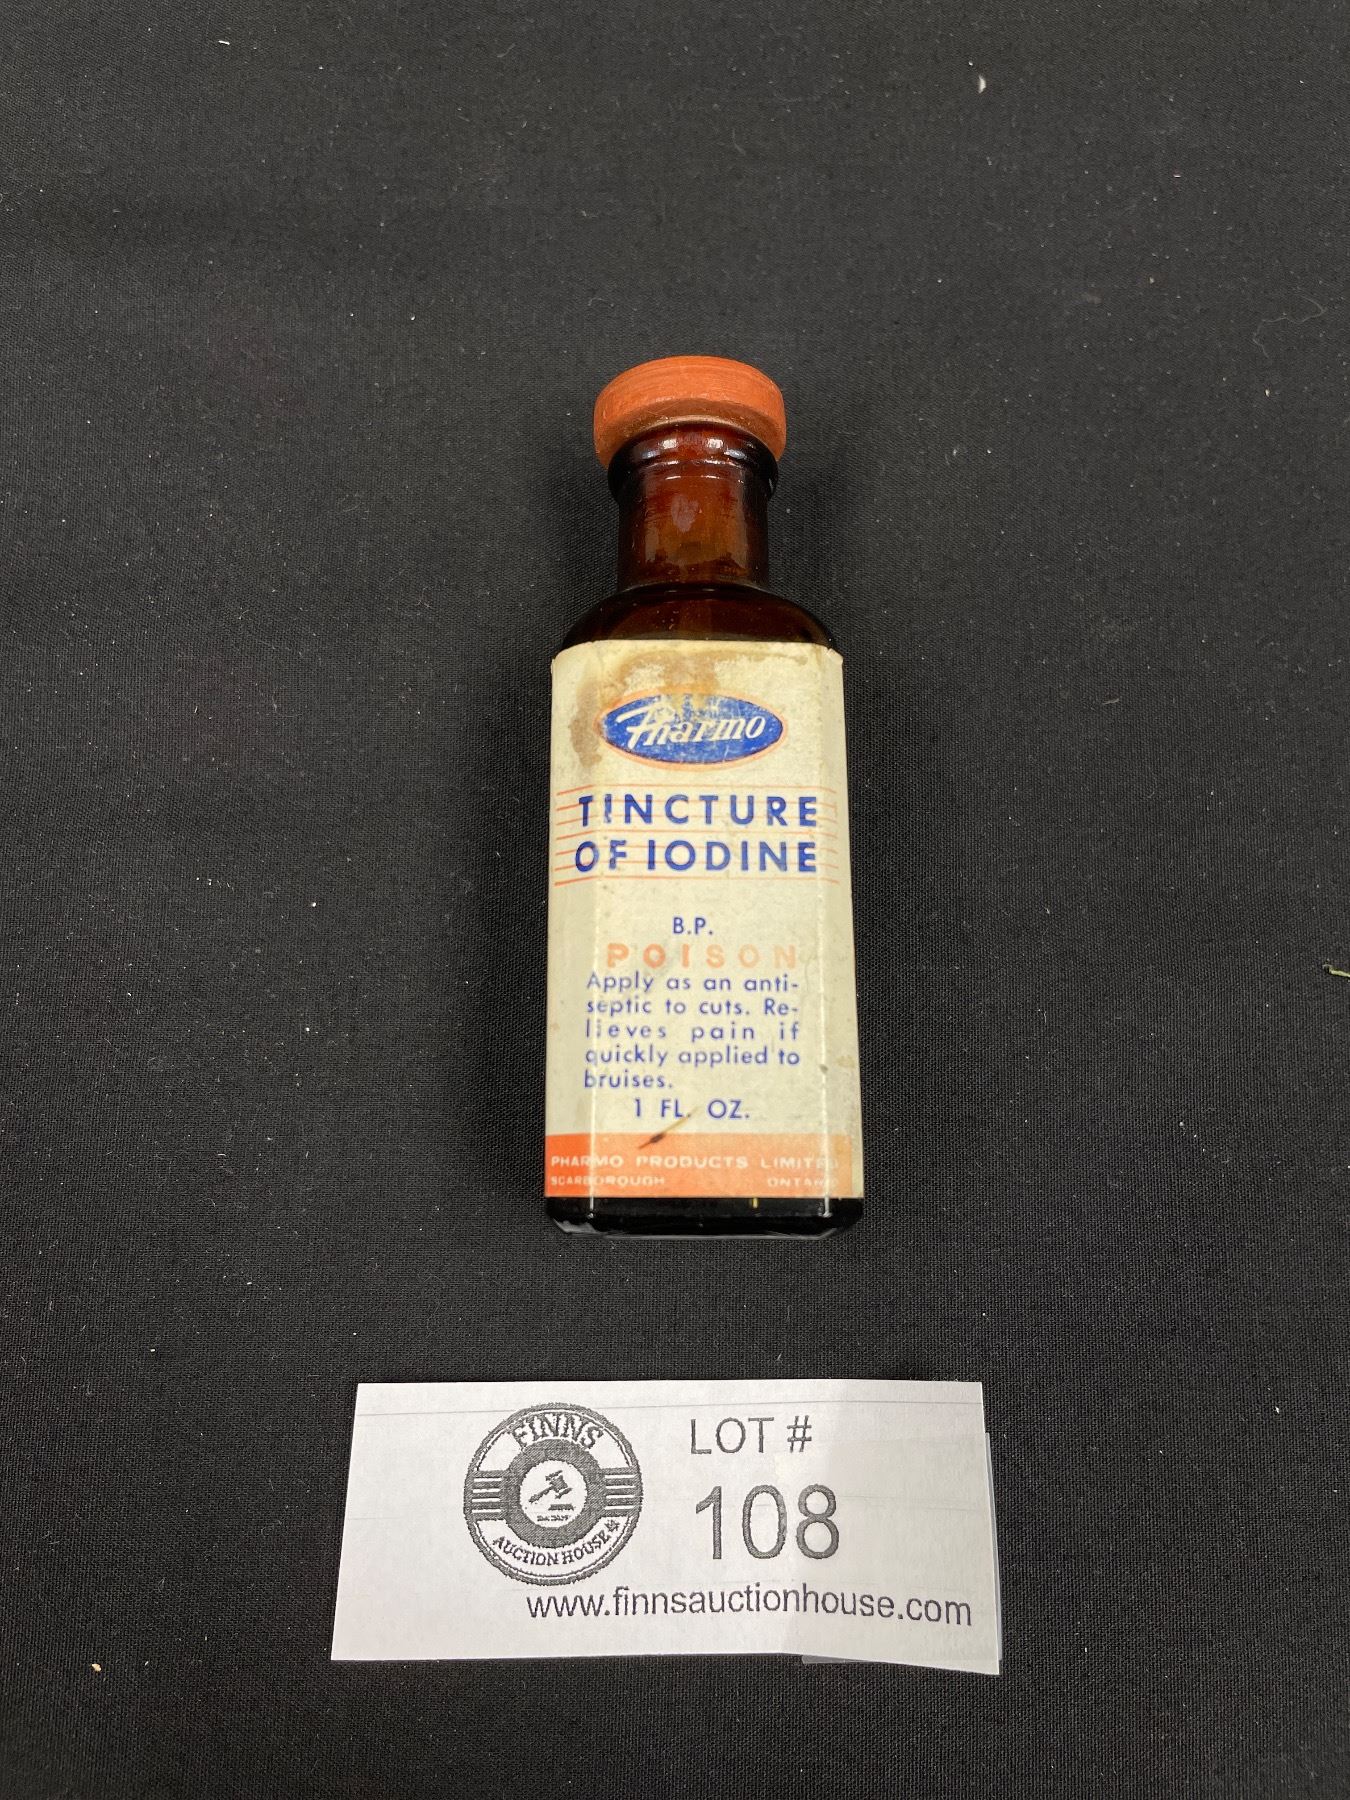 Pharmo
TINCTURE
OF IODINE
B.P.
POISON
Apply as an anti-
septic to cuts. Re-
lieves pain if
quickly applied to
bruises.
1 FL. OZ.
PHARMO PRODUCTS LIMITED
SCARBOROUGH ONTARIO
FINNS
AUCTION HOUSE
LOT #
108
www.finnsauctionhouse.com